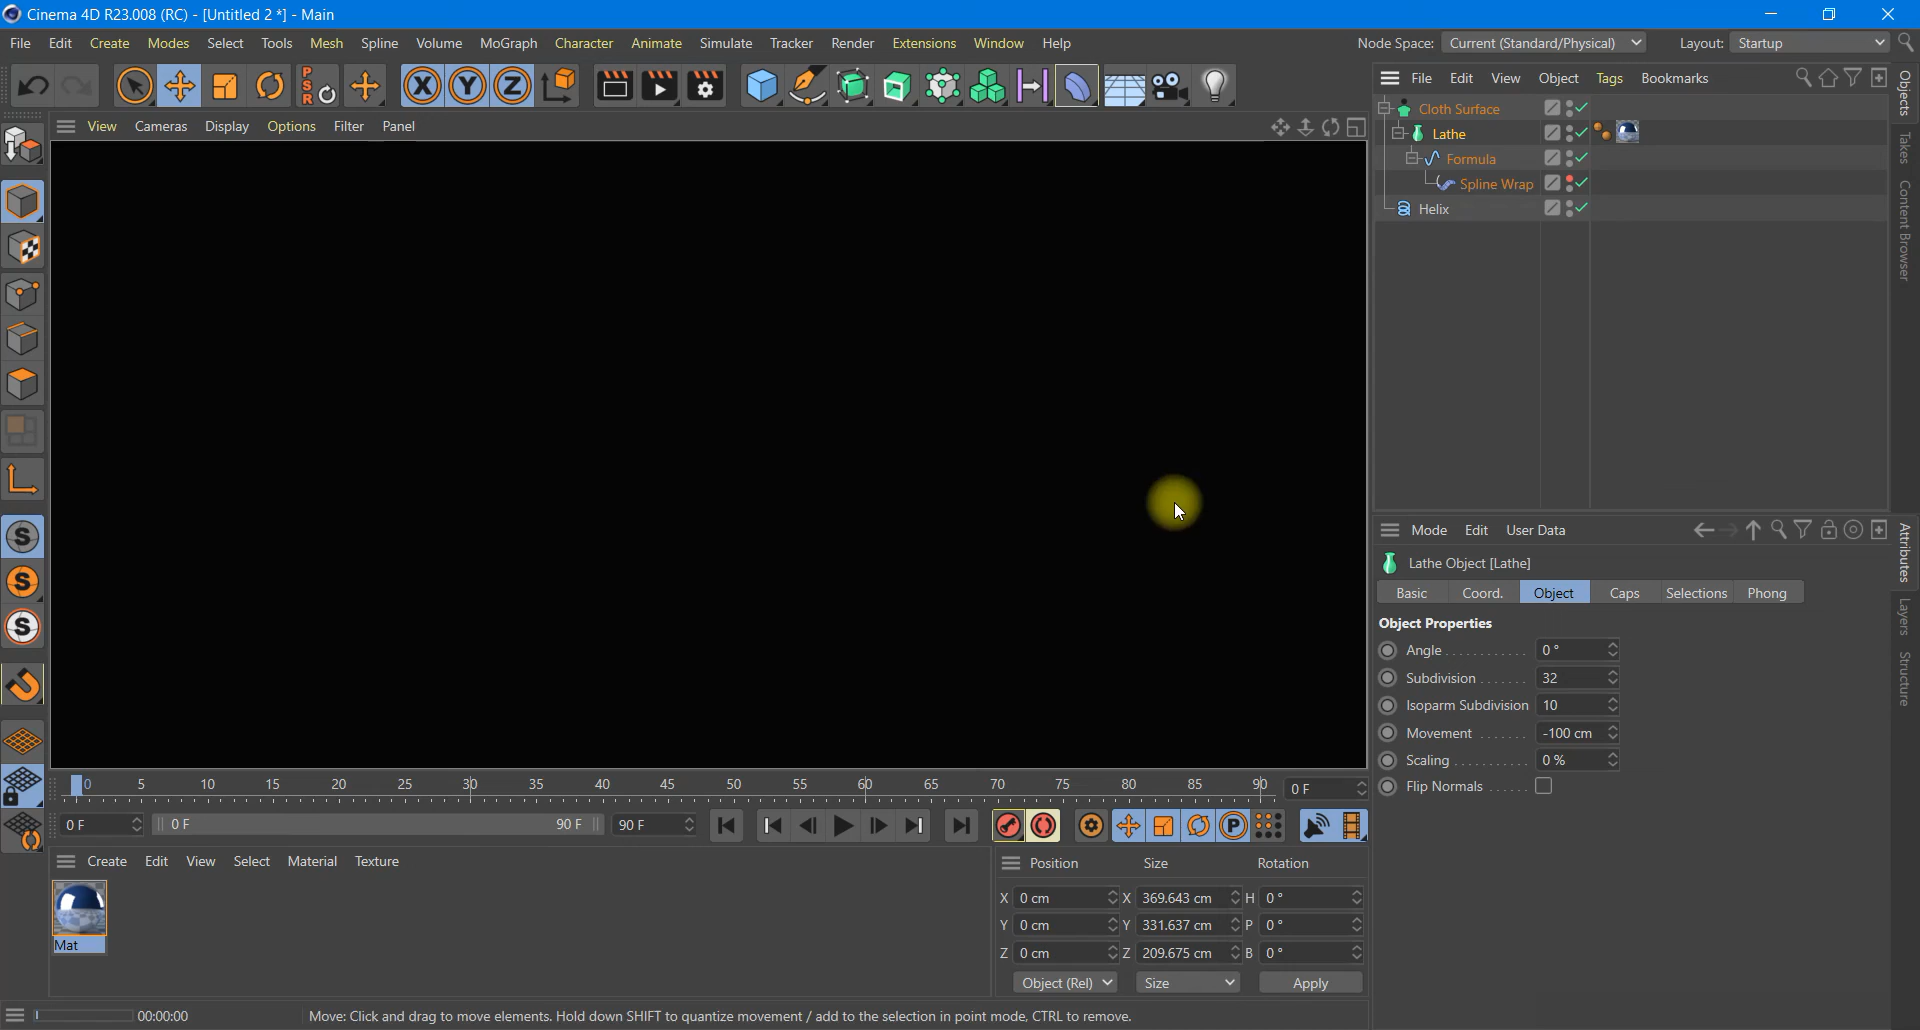 Cinema 4D R23.008 (RC) - [Untitled 2 *] - Main
File Edit Create Modes Select Tools Mesh Spline Volume MoGraph Character Animate Simulate Tracker Render Extensions Window Help
Node Space: Current (Standard/Physical) Layout: Startup
PSR X Y Z
File Edit View Object Tags Bookmarks
View Cameras Display Options Filter Panel
Cloth Surface
Lathe
Formula
Spline Wrap
Helix
Objects
Takes
Content Browser
Mode Edit User Data
Lathe Object [Lathe]
Basic Coord. Object Caps Selections Phong
Object Properties
Angle 0 °
Subdivision 32
Isoparm Subdivision 10
Movement -100 cm
Scaling 0 %
Flip Normals
Attributes
Layers
Structure
S
S
S
0 5 10 15 20 25 30 35 40 45 50 55 60 65 70 75 80 85 90 0 F
0 F 0 F 90 F 90 F P
Create Edit View Select Material Texture
Mat
Position Size Rotation
X 0 cm X 369.643 cm H 0 °
Y 0 cm Y 331.637 cm P 0 °
Z 0 cm Z 209.675 cm B 0 °
Object (Rel) Size Apply
00:00:00 Move: Click and drag to move elements. Hold down SHIFT to quantize movement / add to the selection in point mode, CTRL to remove.